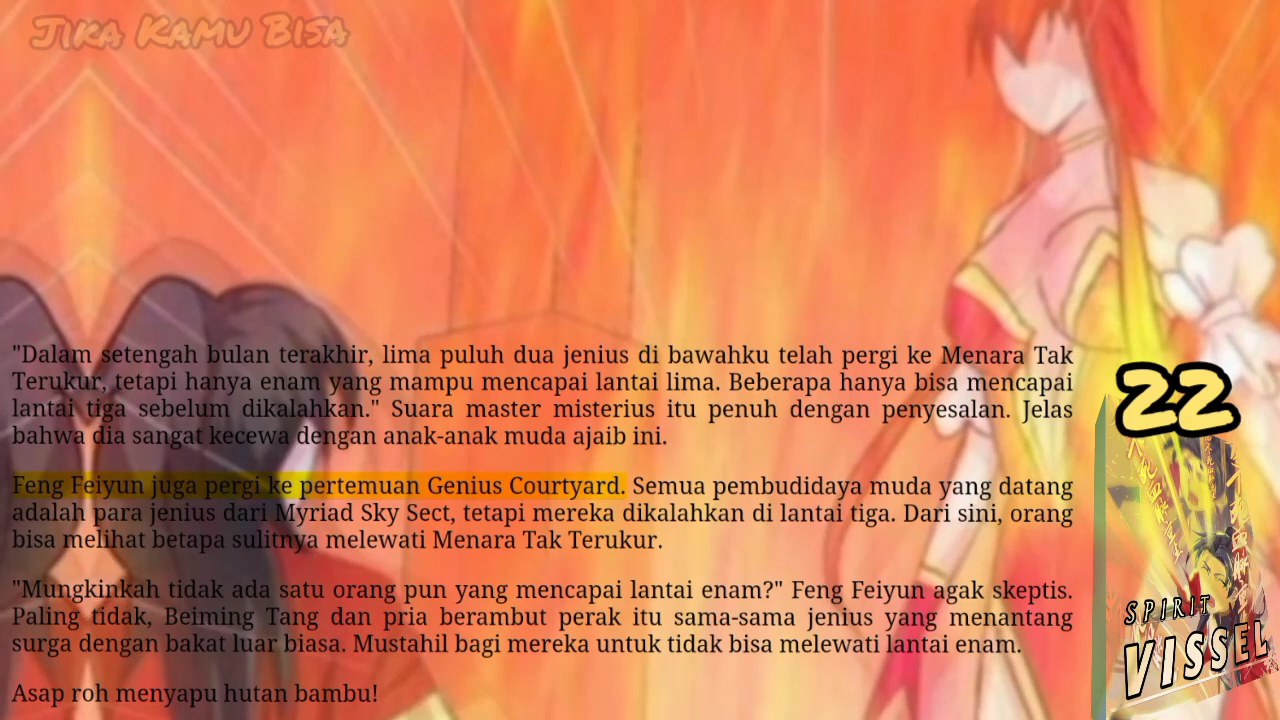 Jika Kamu Bisa
"Dalam setengah bulan terakhir, lima puluh dua jenius di bawahku telah pergi ke Menara Tak
Terukur, tetapi hanya enam yang mampu mencapai lantai lima. Beberapa hanya bisa mencapai
lantai tiga sebelum dikalahkan." Suara master misterius itu penuh dengan penyesalan. Jelas
bahwa dia sangat kecewa dengan anak-anak muda ajaib ini.
Feng Feiyun juga pergi ke pertemuan Genius Courtyard. Semua pembudidaya muda yang datang
adalah para jenius dari Myriad Sky Sect, tetapi mereka dikalahkan di lantai tiga. Dari sini, orang
bisa melihat betapa sulitnya melewati Menara Tak Terukur.
"Mungkinkah tidak ada satu orang pun yang mencapai lantai enam?" Feng Feiyun agak skeptis.
Paling tidak, Beiming Tang dan pria berambut perak itu sama-sama jenius yang menantang
surga dengan bakat luar biasa. Mustahil bagi mereka untuk tidak bisa melewati lantai enam.
Asap roh menyapu hutan bambu!
22
SPIRIT
VISSEL